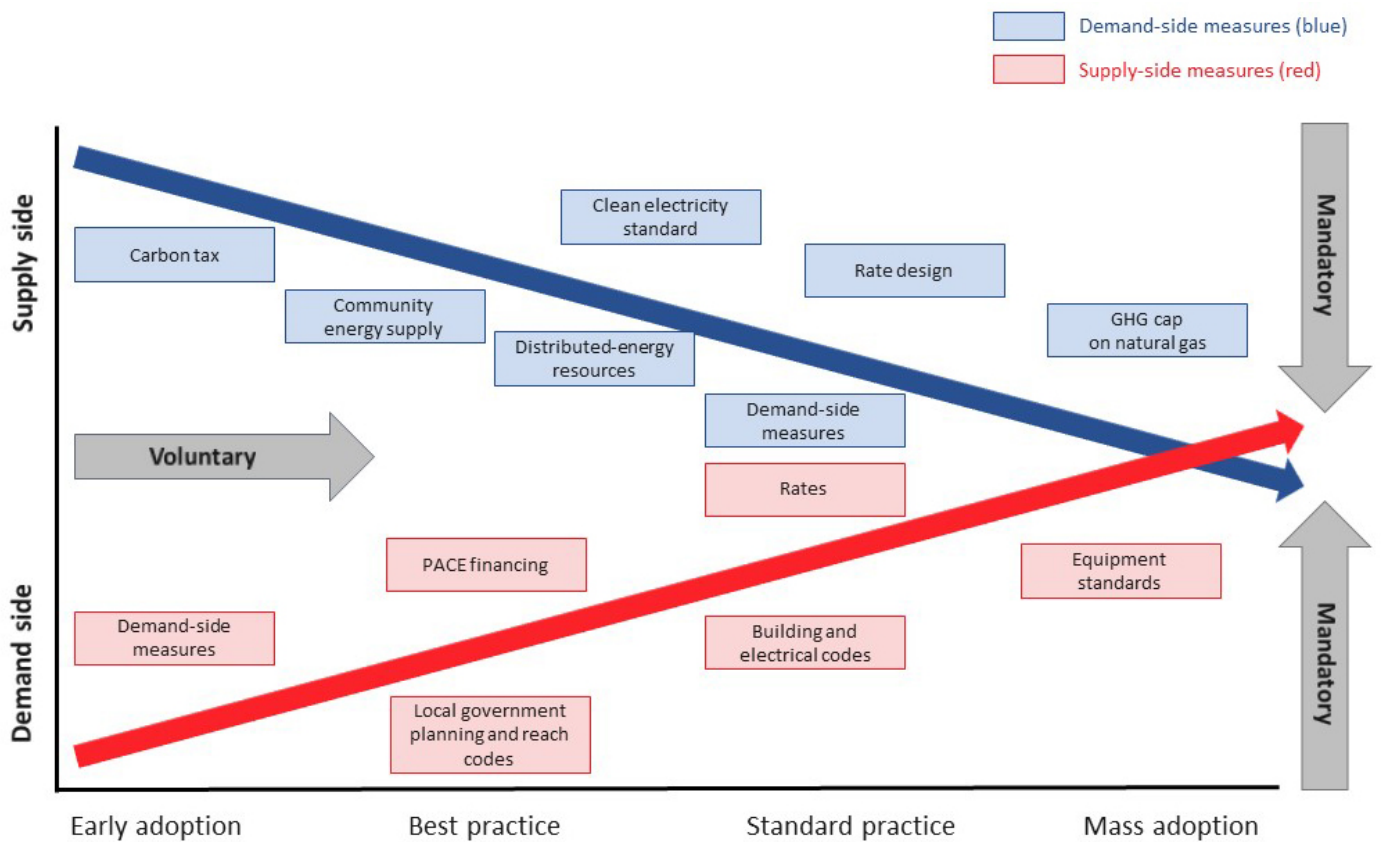 Demand-side measures (blue)
Supply-side measures (red)
Supply side
Demand side
Mandatory
Mandatory
Voluntary
Carbon tax
Community
energy supply
Clean electricity
standard
Distributed-energy
resources
Rate design
Demand-side
measures
GHG cap
on natural gas
Rates
PACE financing
Demand-side
measures
Local government
planning and reach
codes
Building and
electrical codes
Equipment
standards
Early adoption
Best practice
Standard practice
Mass adoption